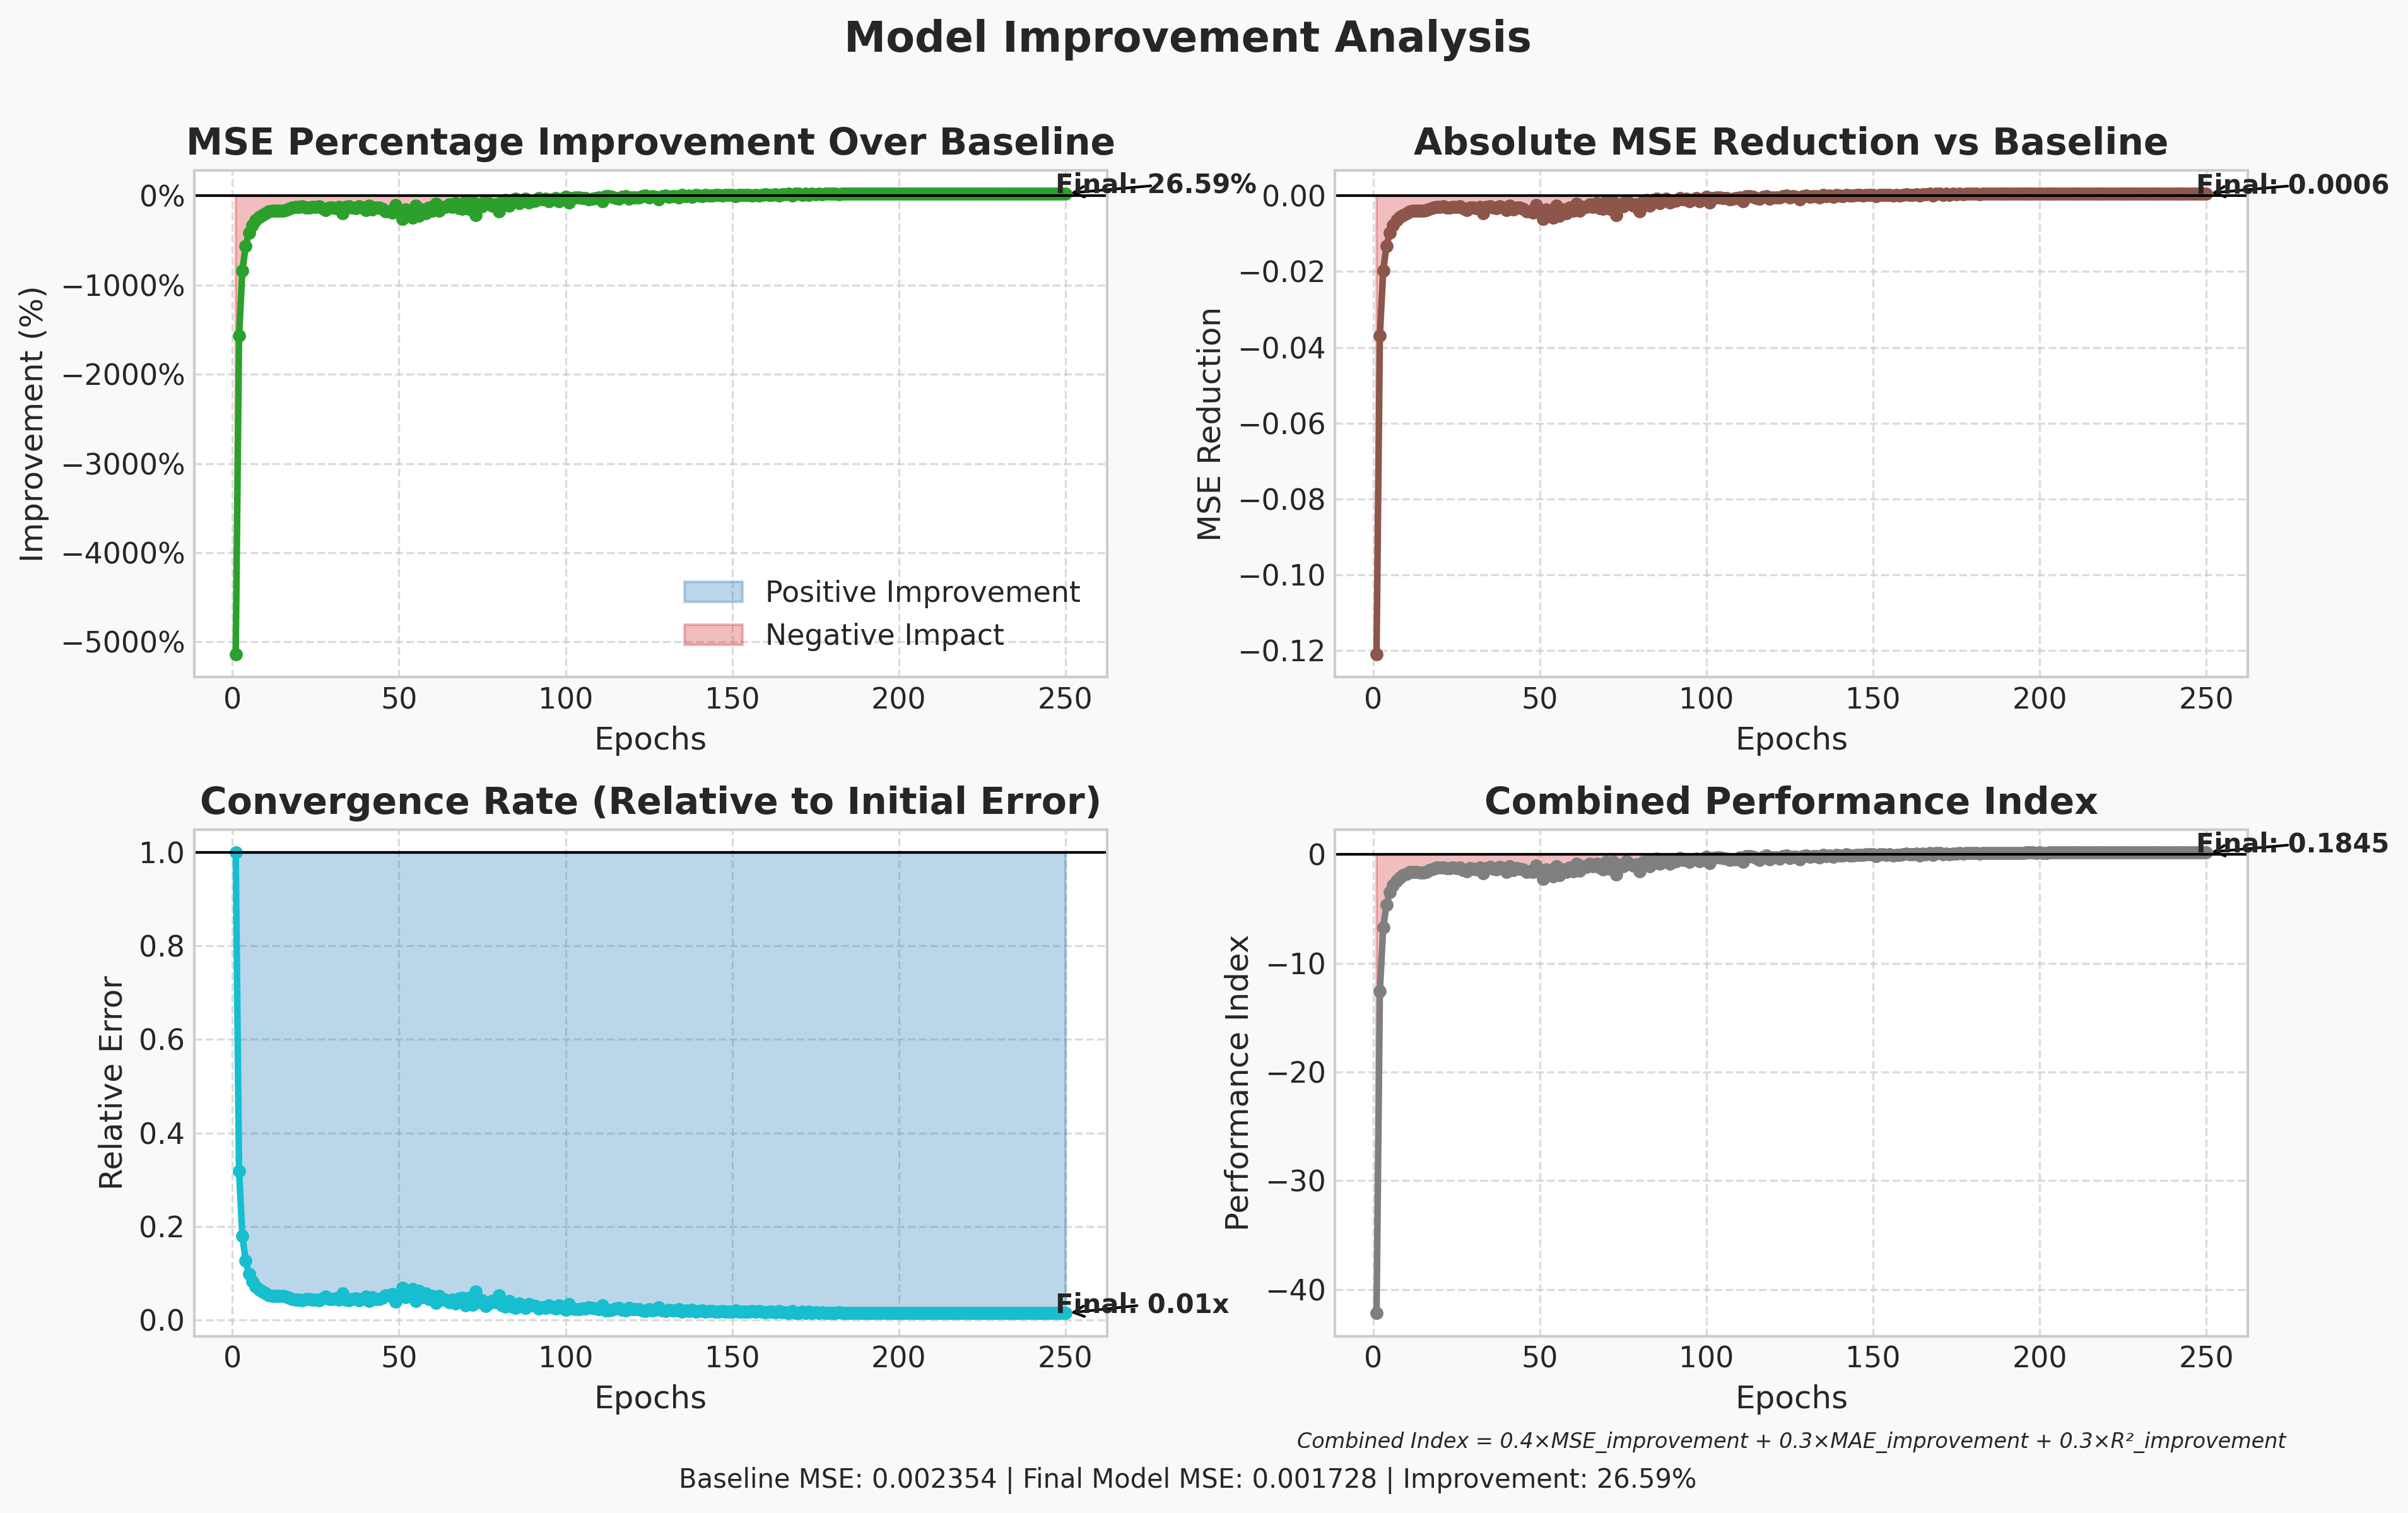 Model Improvement Analysis
MSE Percentage Improvement Over Baseline
Improvement (%)
0%
−1000%
−2000%
−3000%
−4000%
−5000%
Final: 26.59%
Positive Improvement
Negative Impact
0 50 100 150 200 250
Epochs
Absolute MSE Reduction vs Baseline
MSE Reduction
0.00
−0.02
−0.04
−0.06
−0.08
−0.10
−0.12
Final: 0.0006
0 50 100 150 200 250
Epochs
Convergence Rate (Relative to Initial Error)
Relative Error
1.0
0.8
0.6
0.4
0.2
0.0
Final: 0.01x
0 50 100 150 200 250
Epochs
Combined Performance Index
Performance Index
0
−10
−20
−30
−40
Final: 0.1845
0 50 100 150 200 250
Epochs
Combined Index = 0.4×MSE_improvement + 0.3×MAE_improvement + 0.3×R²_improvement
Baseline MSE: 0.002354 | Final Model MSE: 0.001728 | Improvement: 26.59%